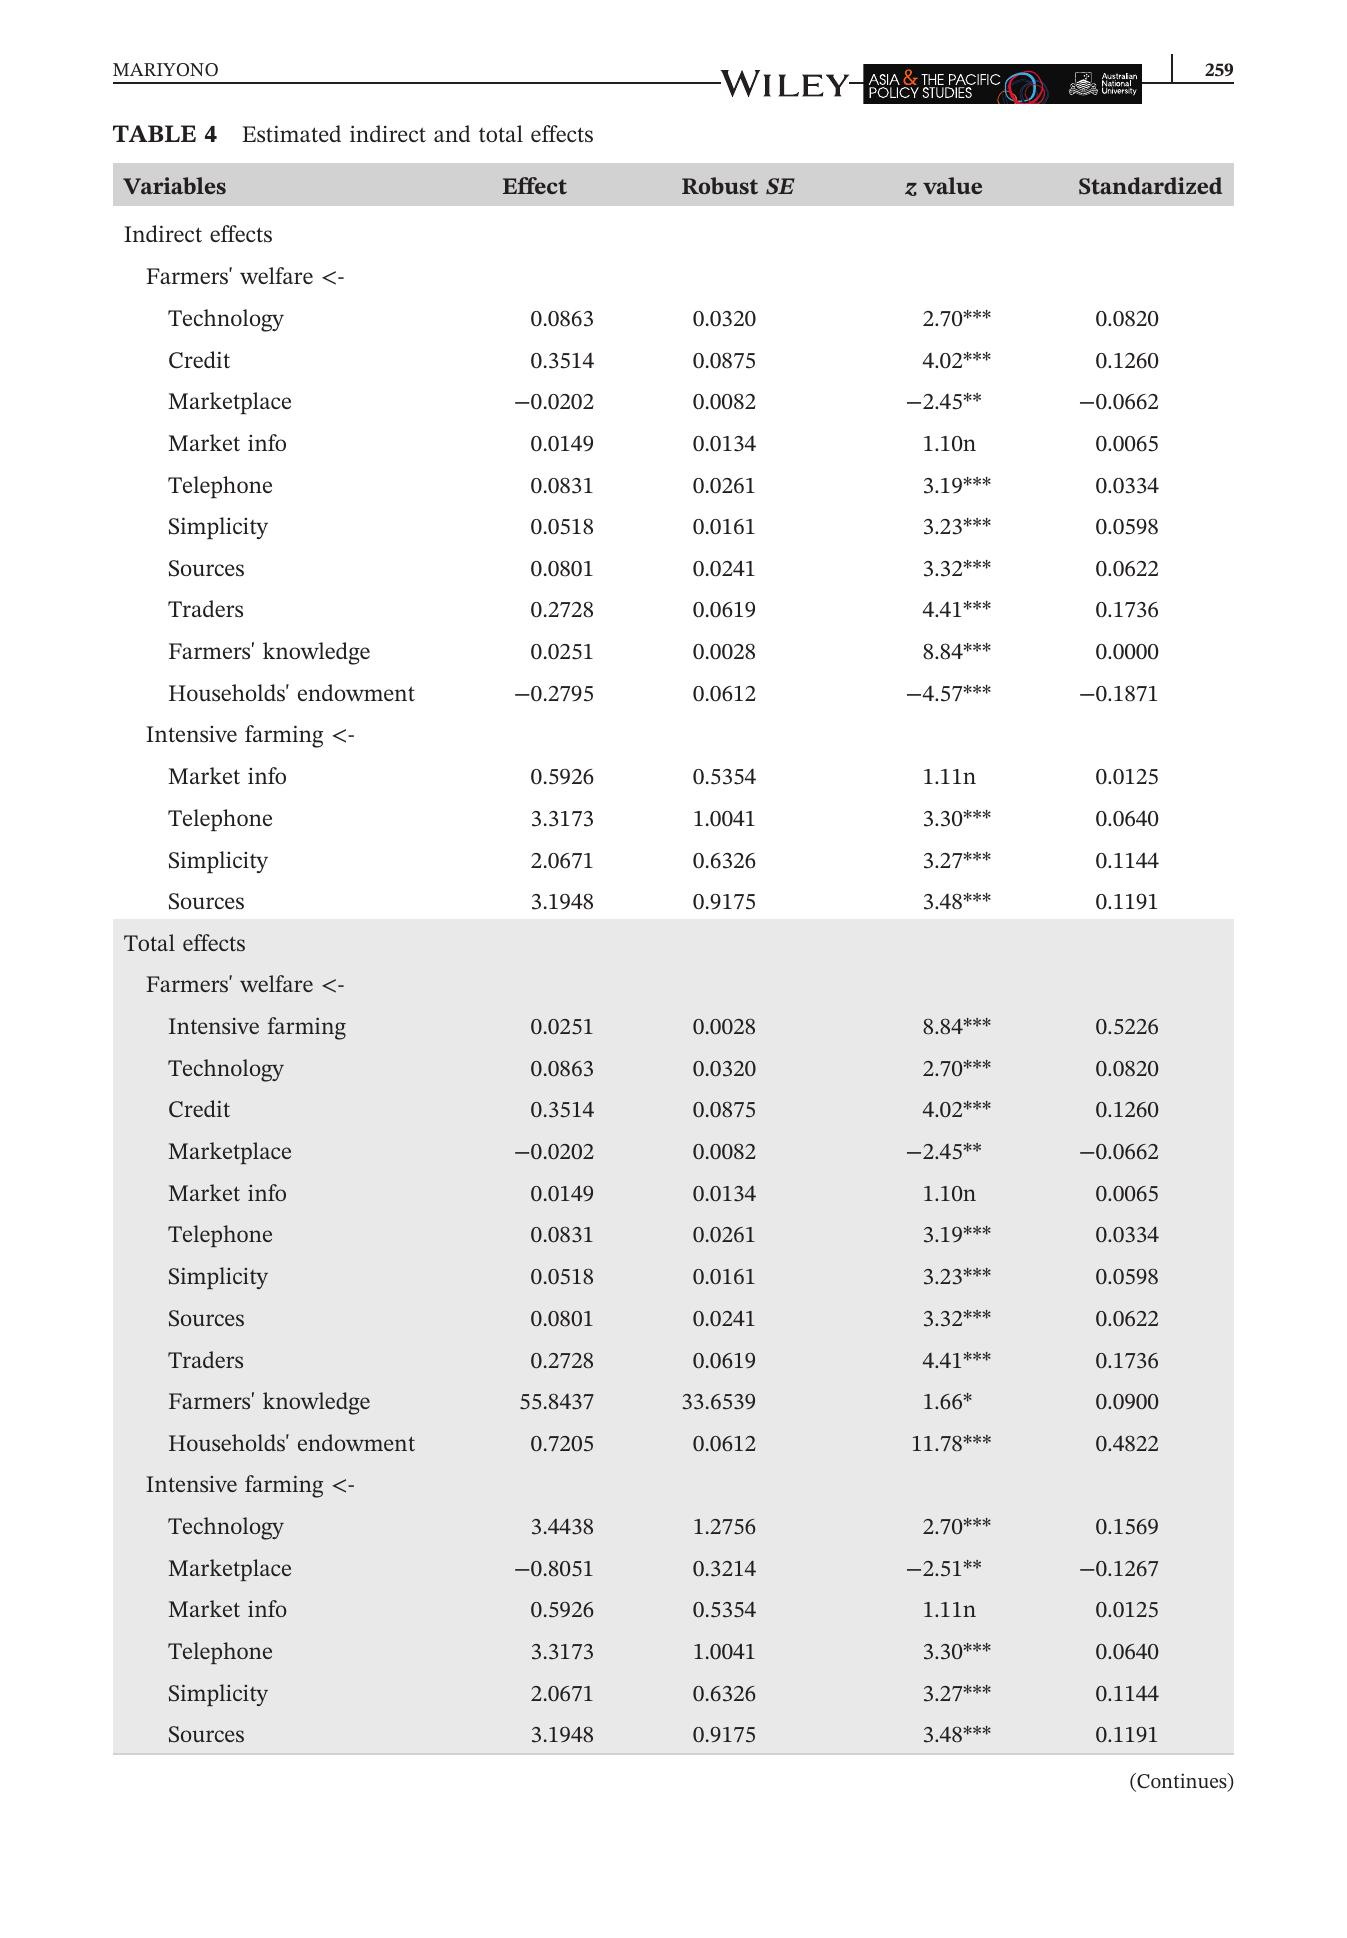 MARIYONO
WILEY
ASIA & THE PACIFIC
POLICY STUDIES
Australian
National
University
259
TABLE 4 Estimated indirect and total effects
Variables Effect Robust SE z value Standardized
Indirect effects
Farmers' welfare <-
Technology 0.0863 0.0320 2.70*** 0.0820
Credit 0.3514 0.0875 4.02*** 0.1260
Marketplace −0.0202 0.0082 −2.45** −0.0662
Market info 0.0149 0.0134 1.10n 0.0065
Telephone 0.0831 0.0261 3.19*** 0.0334
Simplicity 0.0518 0.0161 3.23*** 0.0598
Sources 0.0801 0.0241 3.32*** 0.0622
Traders 0.2728 0.0619 4.41*** 0.1736
Farmers' knowledge 0.0251 0.0028 8.84*** 0.0000
Households' endowment −0.2795 0.0612 −4.57*** −0.1871
Intensive farming <-
Market info 0.5926 0.5354 1.11n 0.0125
Telephone 3.3173 1.0041 3.30*** 0.0640
Simplicity 2.0671 0.6326 3.27*** 0.1144
Sources 3.1948 0.9175 3.48*** 0.1191
Total effects
Farmers' welfare <-
Intensive farming 0.0251 0.0028 8.84*** 0.5226
Technology 0.0863 0.0320 2.70*** 0.0820
Credit 0.3514 0.0875 4.02*** 0.1260
Marketplace −0.0202 0.0082 −2.45** −0.0662
Market info 0.0149 0.0134 1.10n 0.0065
Telephone 0.0831 0.0261 3.19*** 0.0334
Simplicity 0.0518 0.0161 3.23*** 0.0598
Sources 0.0801 0.0241 3.32*** 0.0622
Traders 0.2728 0.0619 4.41*** 0.1736
Farmers' knowledge 55.8437 33.6539 1.66* 0.0900
Households' endowment 0.7205 0.0612 11.78*** 0.4822
Intensive farming <-
Technology 3.4438 1.2756 2.70*** 0.1569
Marketplace −0.8051 0.3214 −2.51** −0.1267
Market info 0.5926 0.5354 1.11n 0.0125
Telephone 3.3173 1.0041 3.30*** 0.0640
Simplicity 2.0671 0.6326 3.27*** 0.1144
Sources 3.1948 0.9175 3.48*** 0.1191
(Continues)